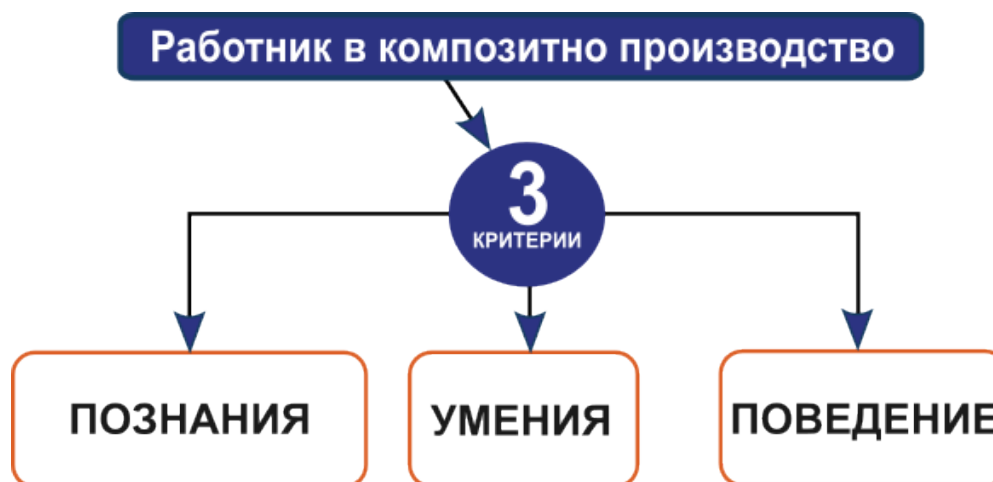 Работник в композитно производство
3
КРИТЕРИИ
ПОЗНАНИЯ
УМЕНИЯ
ПОВЕДЕНИЕ